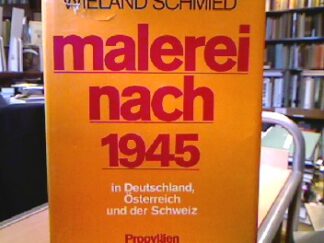 WIELAND SCHMIED
malerei
nach
1945
in Deutschland,
Österreich
und der Schweiz
Propyläen